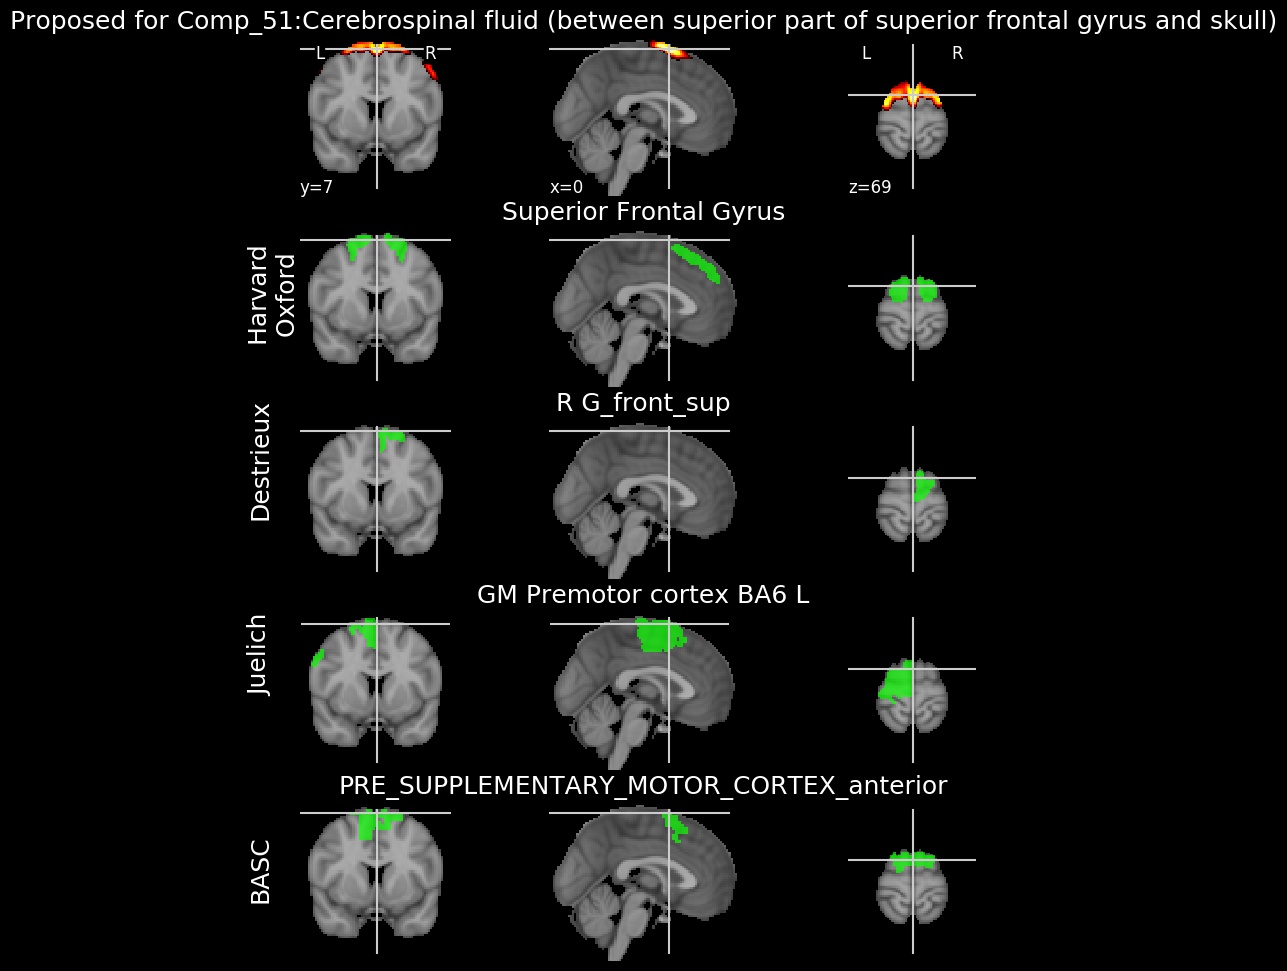 Proposed for Comp_51:Cerebrospinal fluid (between superior part of superior frontal gyrus and skull)
L R L R
y=7 x=0 z=69
Superior Frontal Gyrus
Harvard
Oxford
R G_front_sup
Destrieux
GM Premotor cortex BA6 L
Juelich
PRE_SUPPLEMENTARY_MOTOR_CORTEX_anterior
BASC